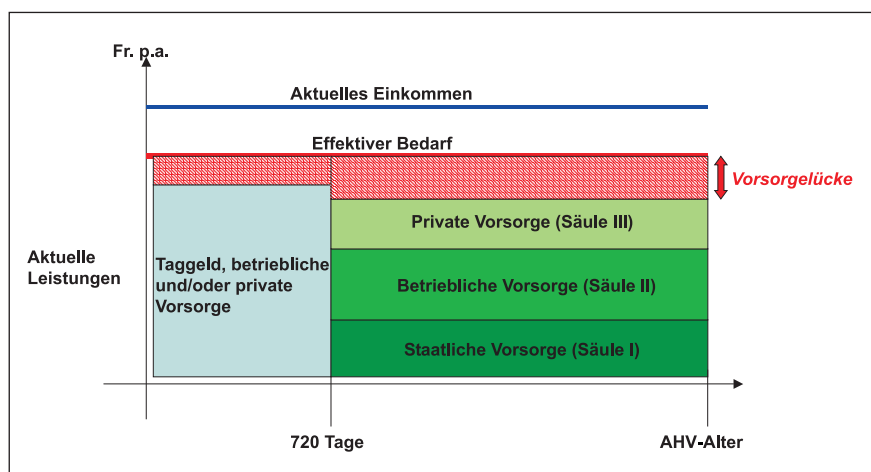 Fr. p.a.
Aktuelles Einkommen
Effektiver Bedarf
Vorsorgelücke
Private Vorsorge (Säule III)
Aktuelle
Leistungen
Taggeld, betriebliche
und/oder private
Vorsorge
Betriebliche Vorsorge (Säule II)
Staatliche Vorsorge (Säule I)
720 Tage
AHV-Alter